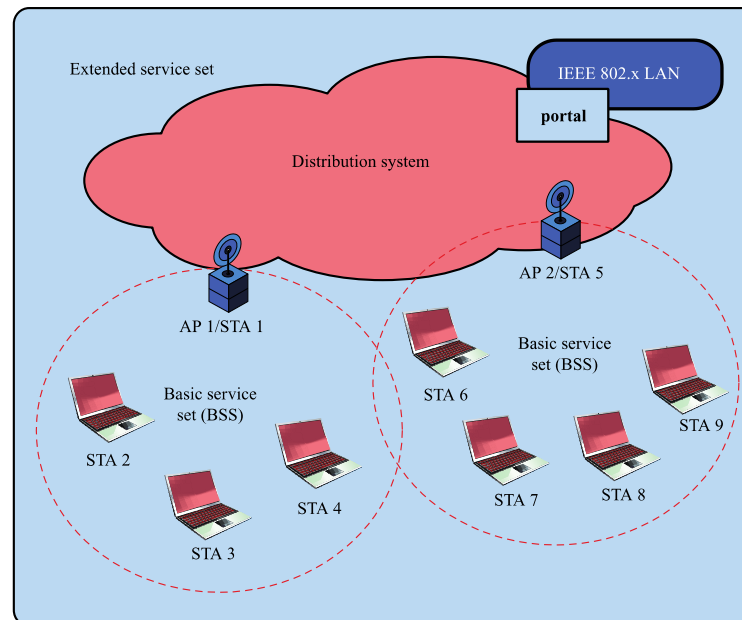 Extended service set
IEEE 802.x LAN
portal
Distribution system
AP 2/STA 5
AP 1/STA 1
Basic service
set (BSS)
STA 6
STA 9
Basic service
set (BSS)
STA 2
STA 4
STA 7
STA 8
STA 3